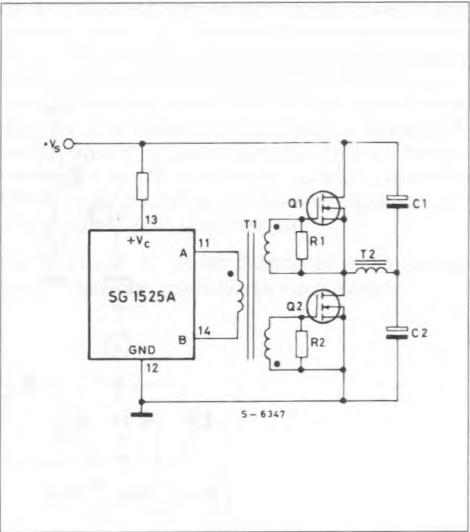 +Vs
13
+Vc
A
11
SG 1525A
B
14
GND
12
T1
Q1
R1
T2
C1
Q2
R2
C2
S-6347